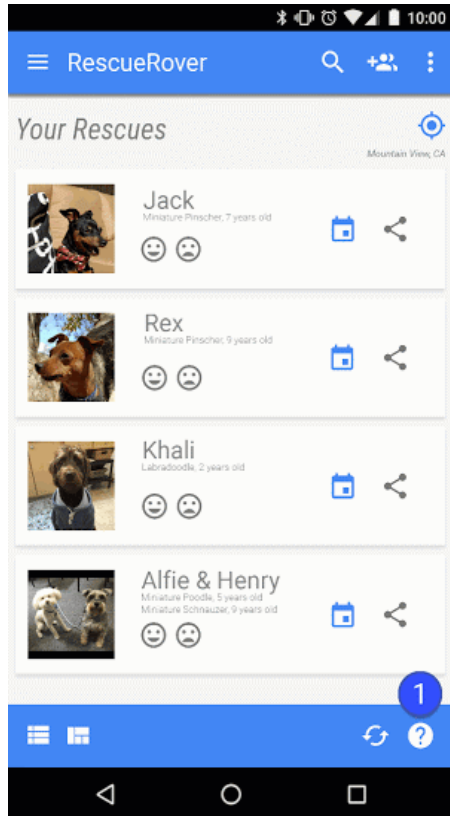 10:00
RescueRover
Your Rescues
Mountain View, CA
Jack
Miniature Pinscher, 7 years old
Rex
Miniature Pinscher, 9 years old
Khali
Labradoodle, 2 years old
Alfie & Henry
Miniature Poodle, 5 years old
Miniature Schnauzer, 9 years old
1
?